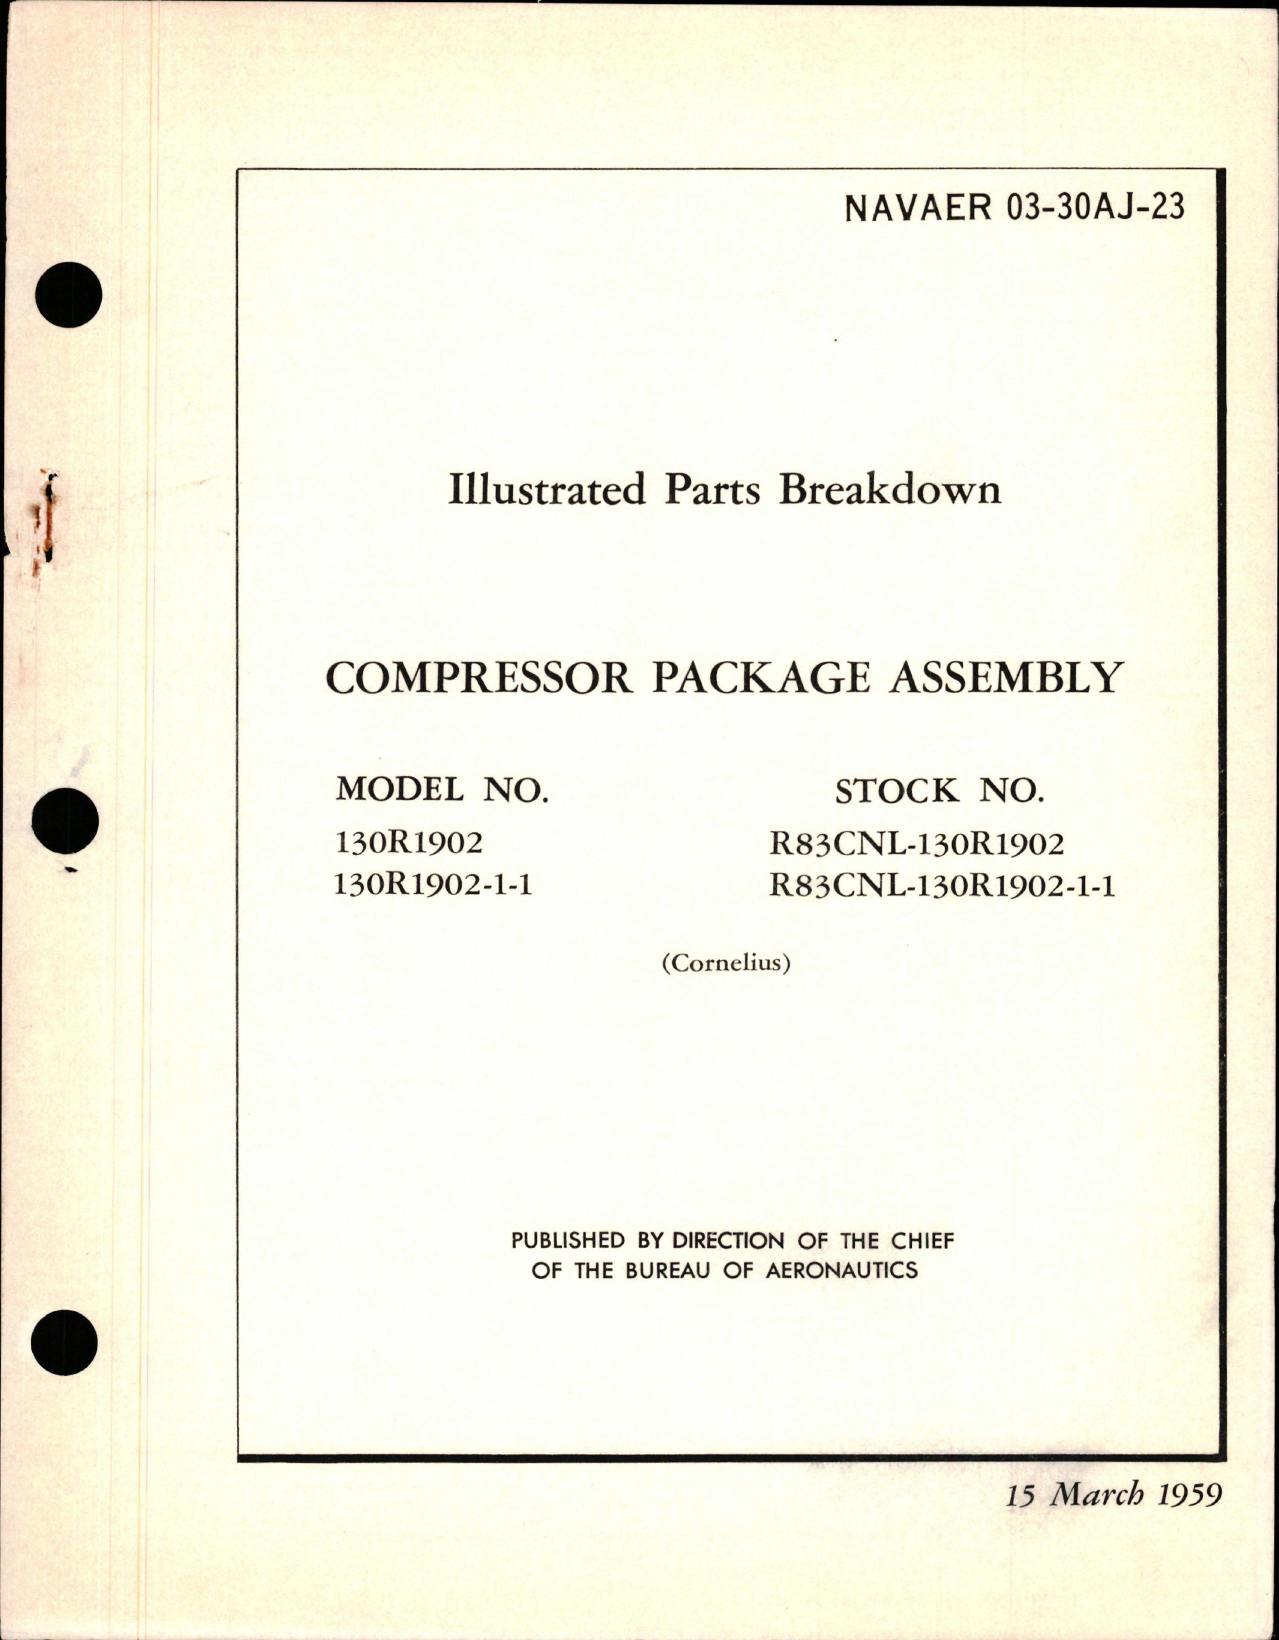 NAVAER 03-30AJ-23
Illustrated Parts Breakdown
COMPRESSOR PACKAGE ASSEMBLY
MODEL NO. STOCK NO.
130R1902 R83CNL-130R1902
130R1902-1-1 R83CNL-130R1902-1-1
(Cornelius)
PUBLISHED BY DIRECTION OF THE CHIEF
OF THE BUREAU OF AERONAUTICS
15 March 1959